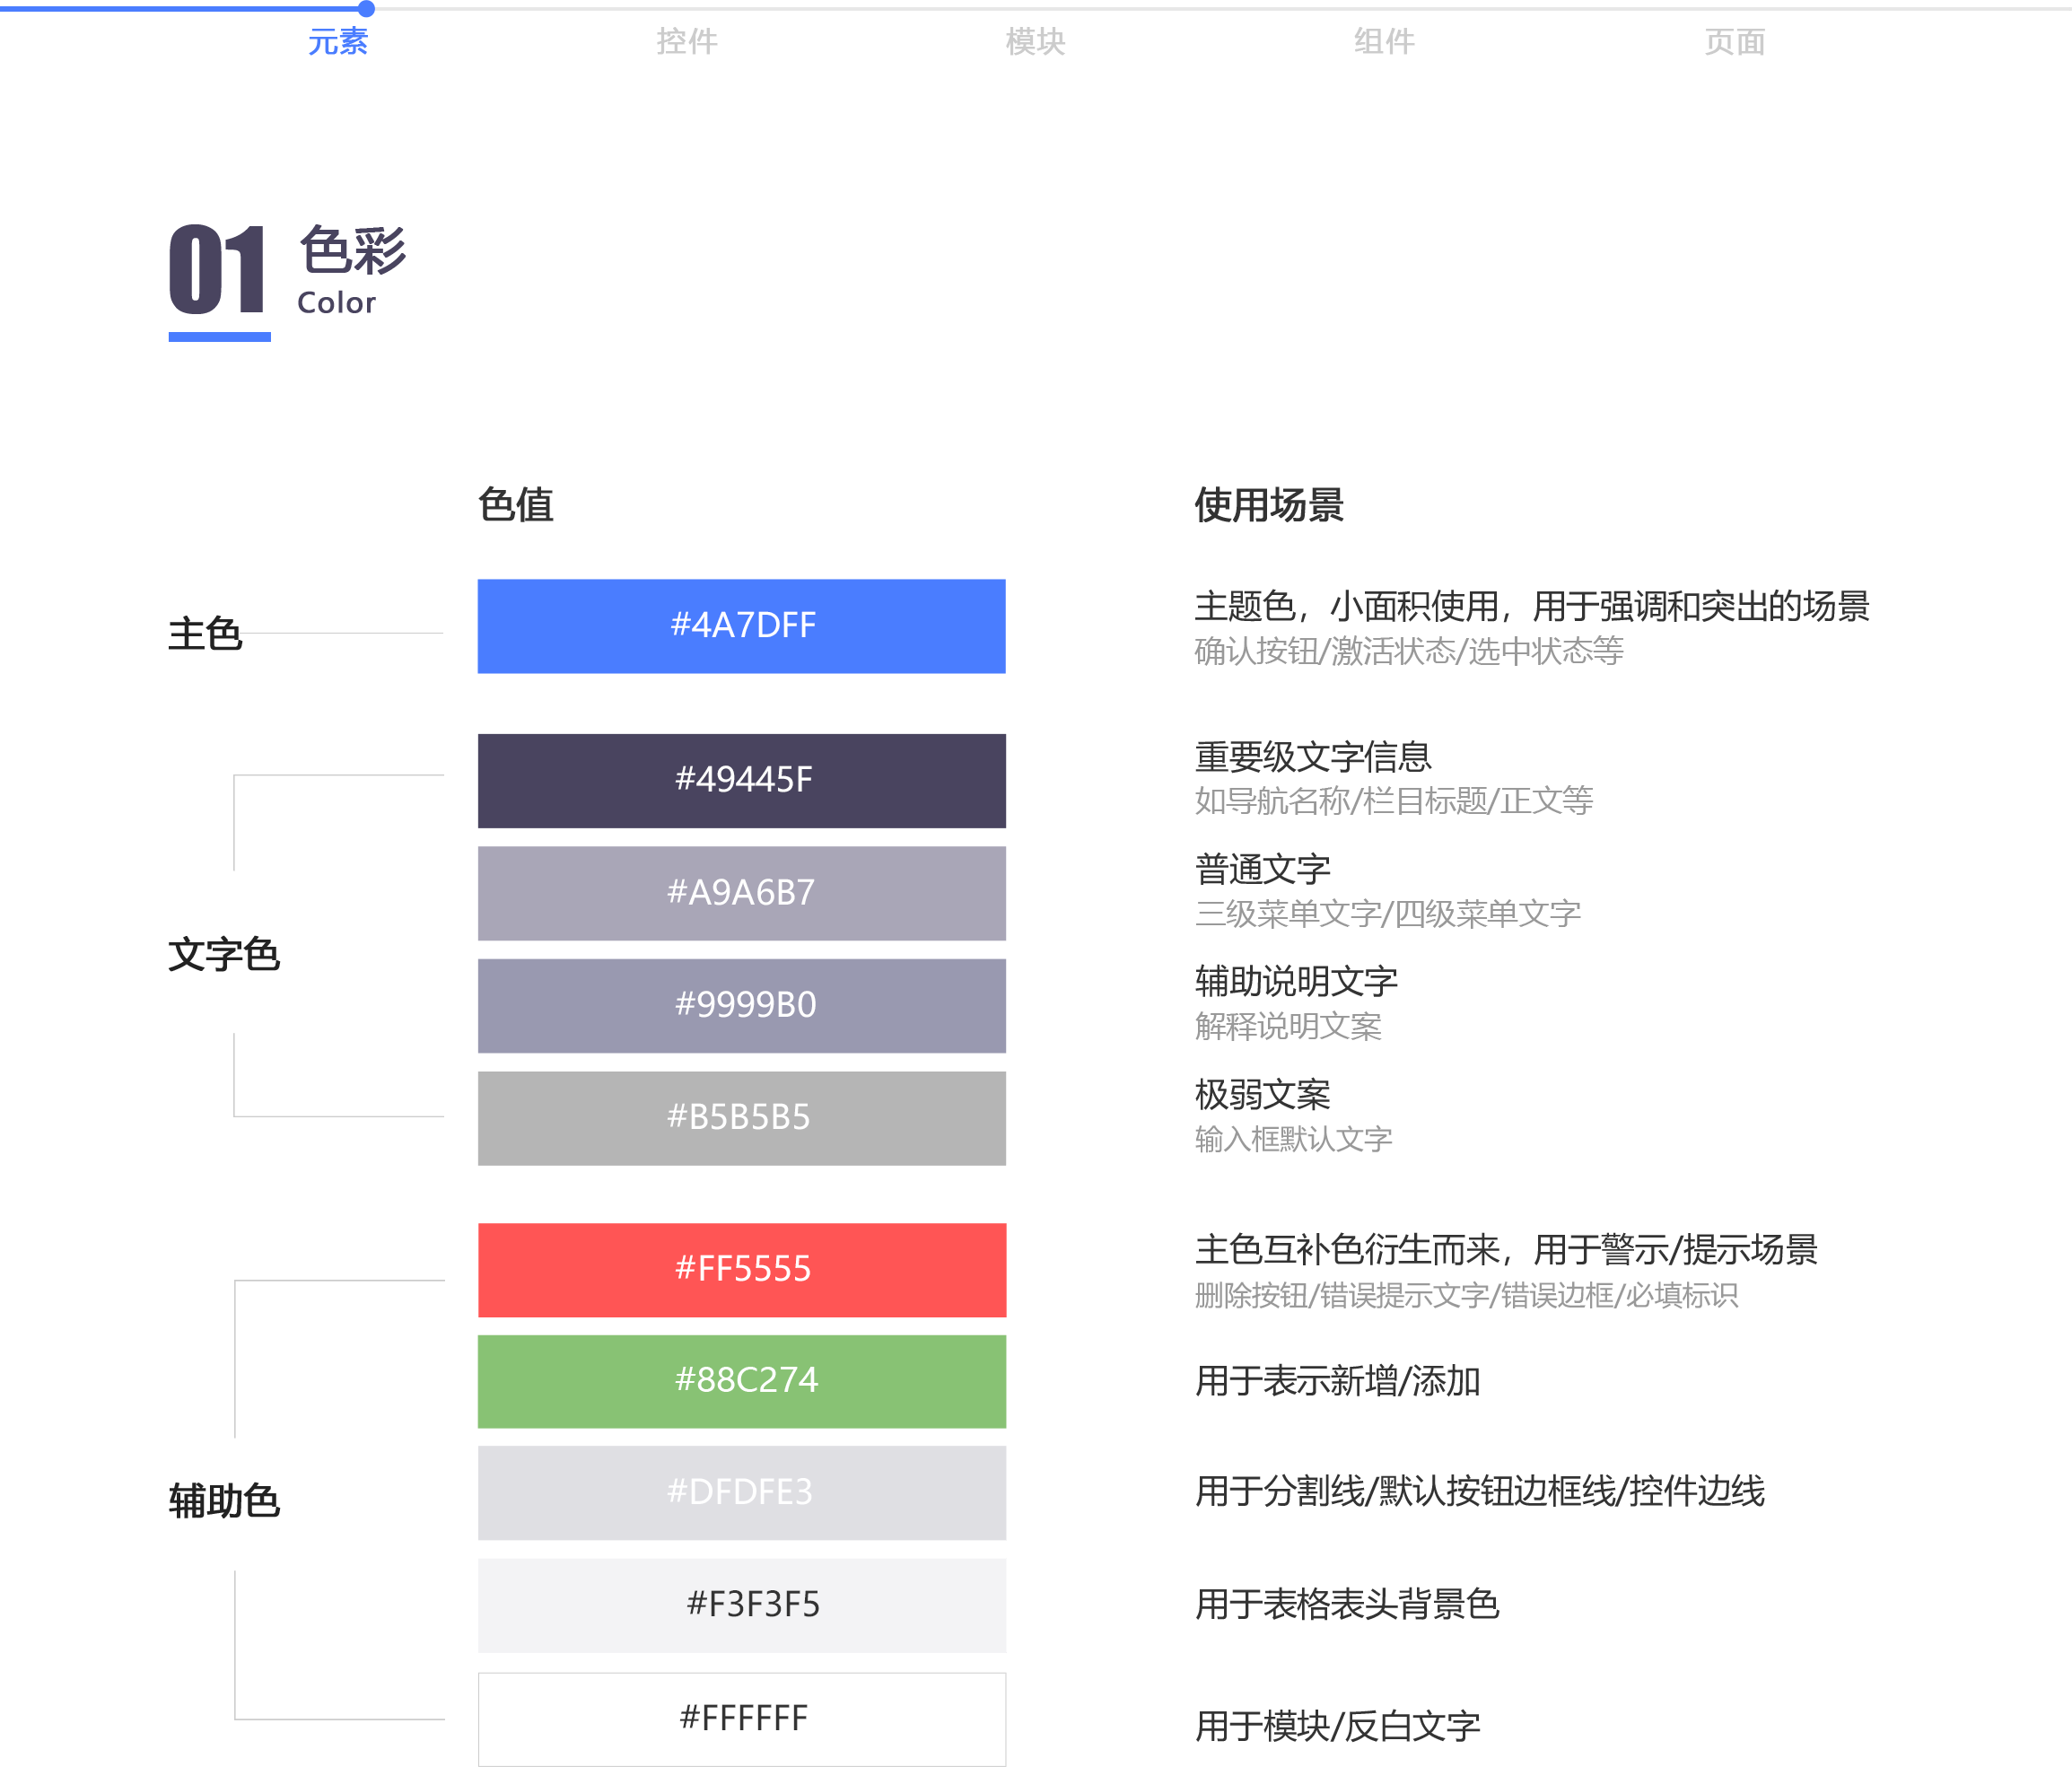 元素 控件 模块 组件 页面
01 色彩
Color
色值 使用场景
主色 #4A7DFF 主题色，小面积使用，用于强调和突出的场景
确认按钮/激活状态/选中状态等
#49445F 重要级文字信息
如导航名称/栏目标题/正文等
#A9A6B7 普通文字
三级菜单文字/四级菜单文字
文字色
#9999B0 辅助说明文字
解释说明文案
#B5B5B5 极弱文案
输入框默认文字
#FF5555 主色互补色衍生而来，用于警示/提示场景
删除按钮/错误提示文字/错误边框/必填标识
#88C274 用于表示新增/添加
#DFDFE3 用于分割线/默认按钮边框线/控件边线
辅助色
#F3F3F5 用于表格表头背景色
#FFFFFF 用于模块/反白文字